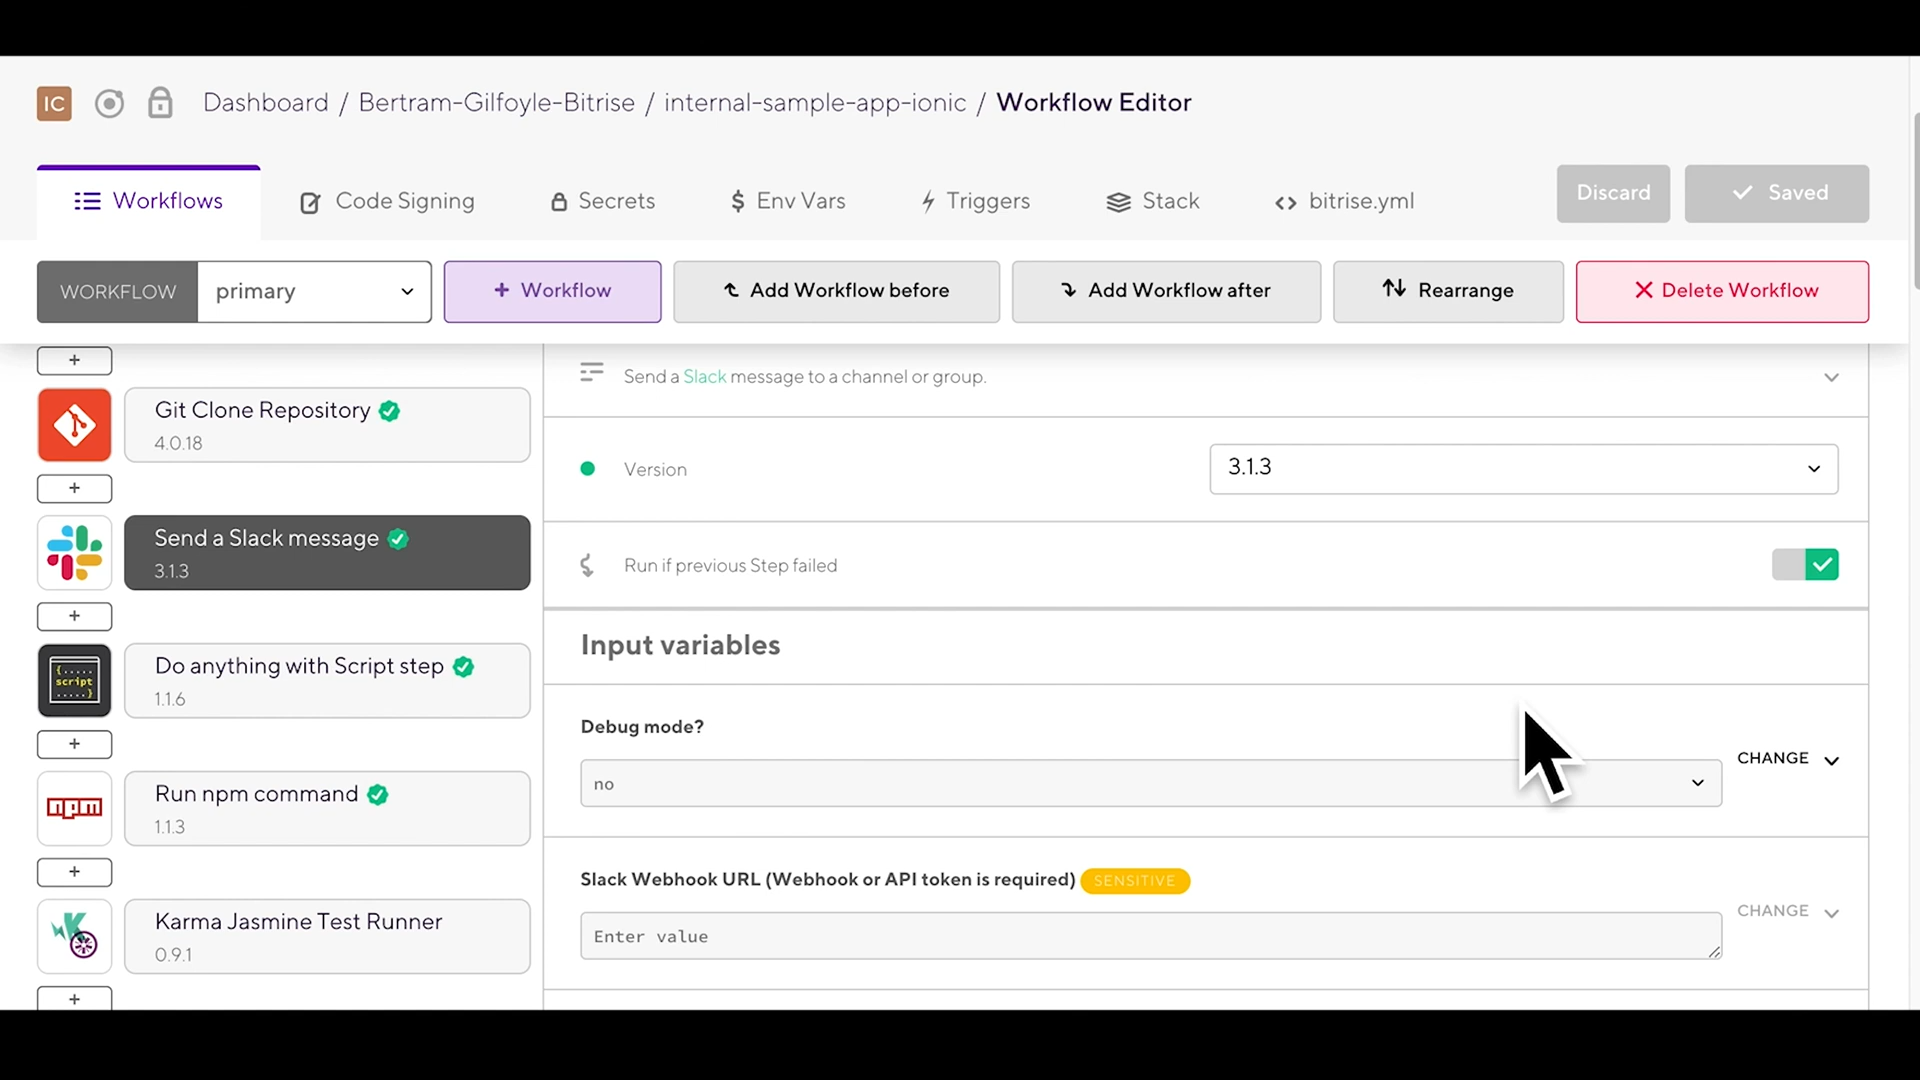 IC Dashboard / Bertram-Gilfoyle-Bitrise / internal-sample-app-ionic / Workflow Editor
Workflows Code Signing Secrets $ Env Vars Triggers Stack <> bitrise.yml Discard Saved
WORKFLOW primary + Workflow Add Workflow before Add Workflow after Rearrange Delete Workflow
+
Git Clone Repository
4.0.18
+
Send a Slack message
3.1.3
+
{.....
script
.....}
Do anything with Script step
1.1.6
+
npm
Run npm command
1.1.3
+
Karma Jasmine Test Runner
0.9.1
+
Send a Slack message to a channel or group.
Version 3.1.3
Run if previous Step failed
Input variables
Debug mode?
no
CHANGE
Slack Webhook URL (Webhook or API token is required) SENSITIVE
Enter value
CHANGE